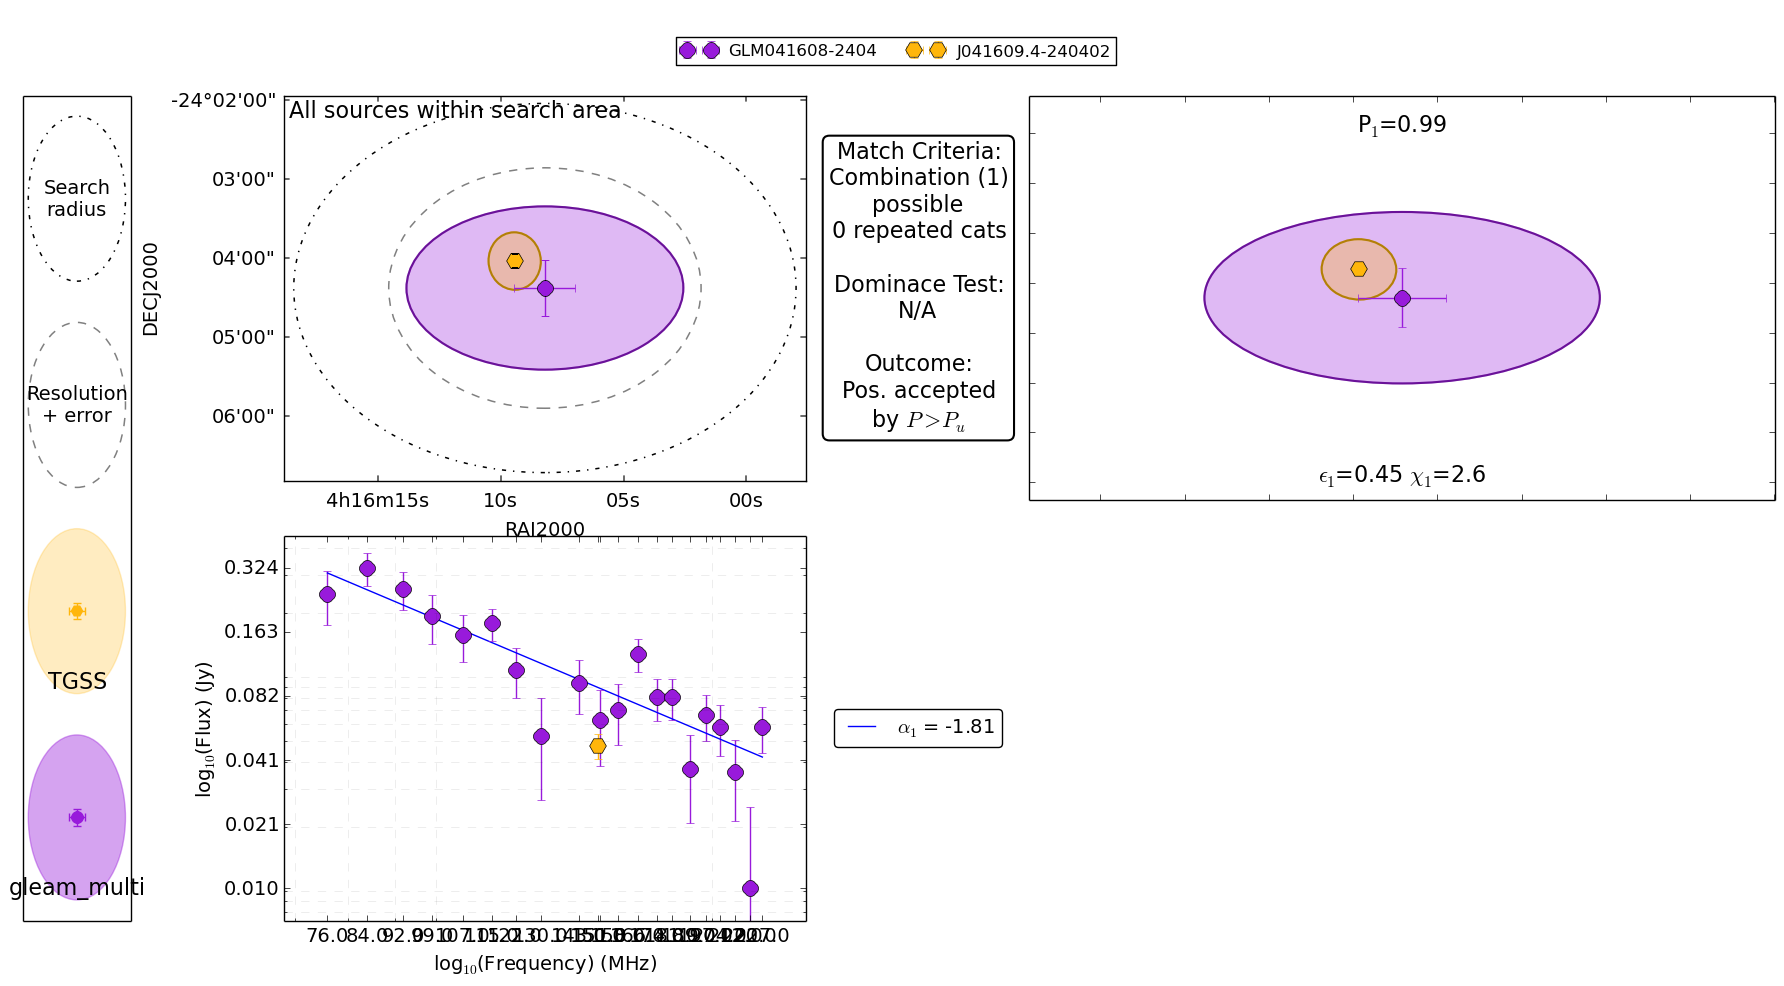 GLM041608-2404 J041609.4-240402
Search
radius
Resolution
+ error
TGSS
gleam_multi
All sources within search area
-24°02'00"
03'00"
04'00"
05'00"
06'00"
DECJ2000
4h16m15s 10s 05s 00s
RAJ2000
Match Criteria:
Combination (1)
possible
0 repeated cats
Dominace Test:
N/A
Outcome:
Pos. accepted
by P>Pu
P1=0.99
ϵ1=0.45 χ1=2.6
0.324
0.163
0.082
0.041
0.021
0.010
log10(Flux) (Jy)
76.0 84.0 92.0
log10(Frequency) (MHz)
α1 = -1.81